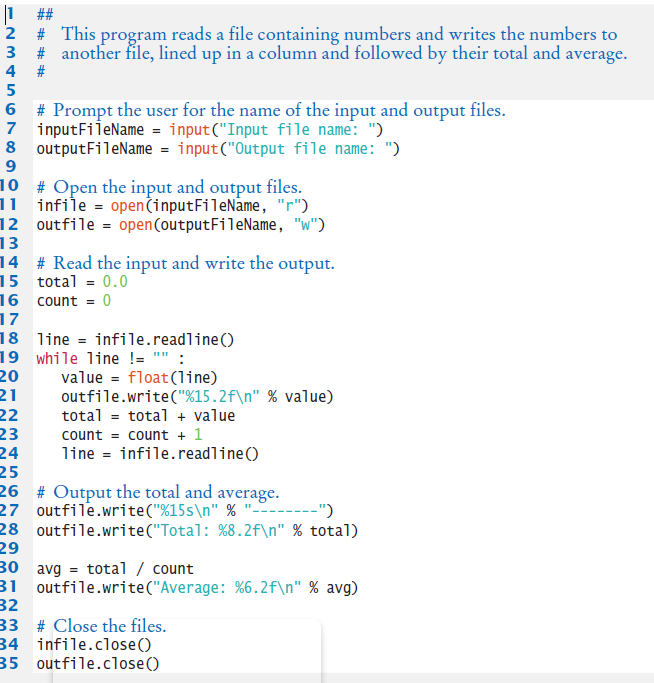 1 ##
2 # This program reads a file containing numbers and writes the numbers to
3 # another file, lined up in a column and followed by their total and average.
4 #
5
6 # Prompt the user for the name of the input and output files.
7 inputFileName = input("Input file name: ")
8 outputFileName = input("Output file name: ")
9
10 # Open the input and output files.
11 infile = open(inputFileName, "r")
12 outfile = open(outputFileName, "w")
13
14 # Read the input and write the output.
15 total = 0.0
16 count = 0
17
18 line = infile.readline()
19 while line != "" :
20    value = float(line)
21    outfile.write("%15.2f\n" % value)
22    total = total + value
23    count = count + 1
24    line = infile.readline()
25
26 # Output the total and average.
27 outfile.write("%15s\n" % "--------")
28 outfile.write("Total: %8.2f\n" % total)
29
30 avg = total / count
31 outfile.write("Average: %6.2f\n" % avg)
32
33 # Close the files.
34 infile.close()
35 outfile.close()